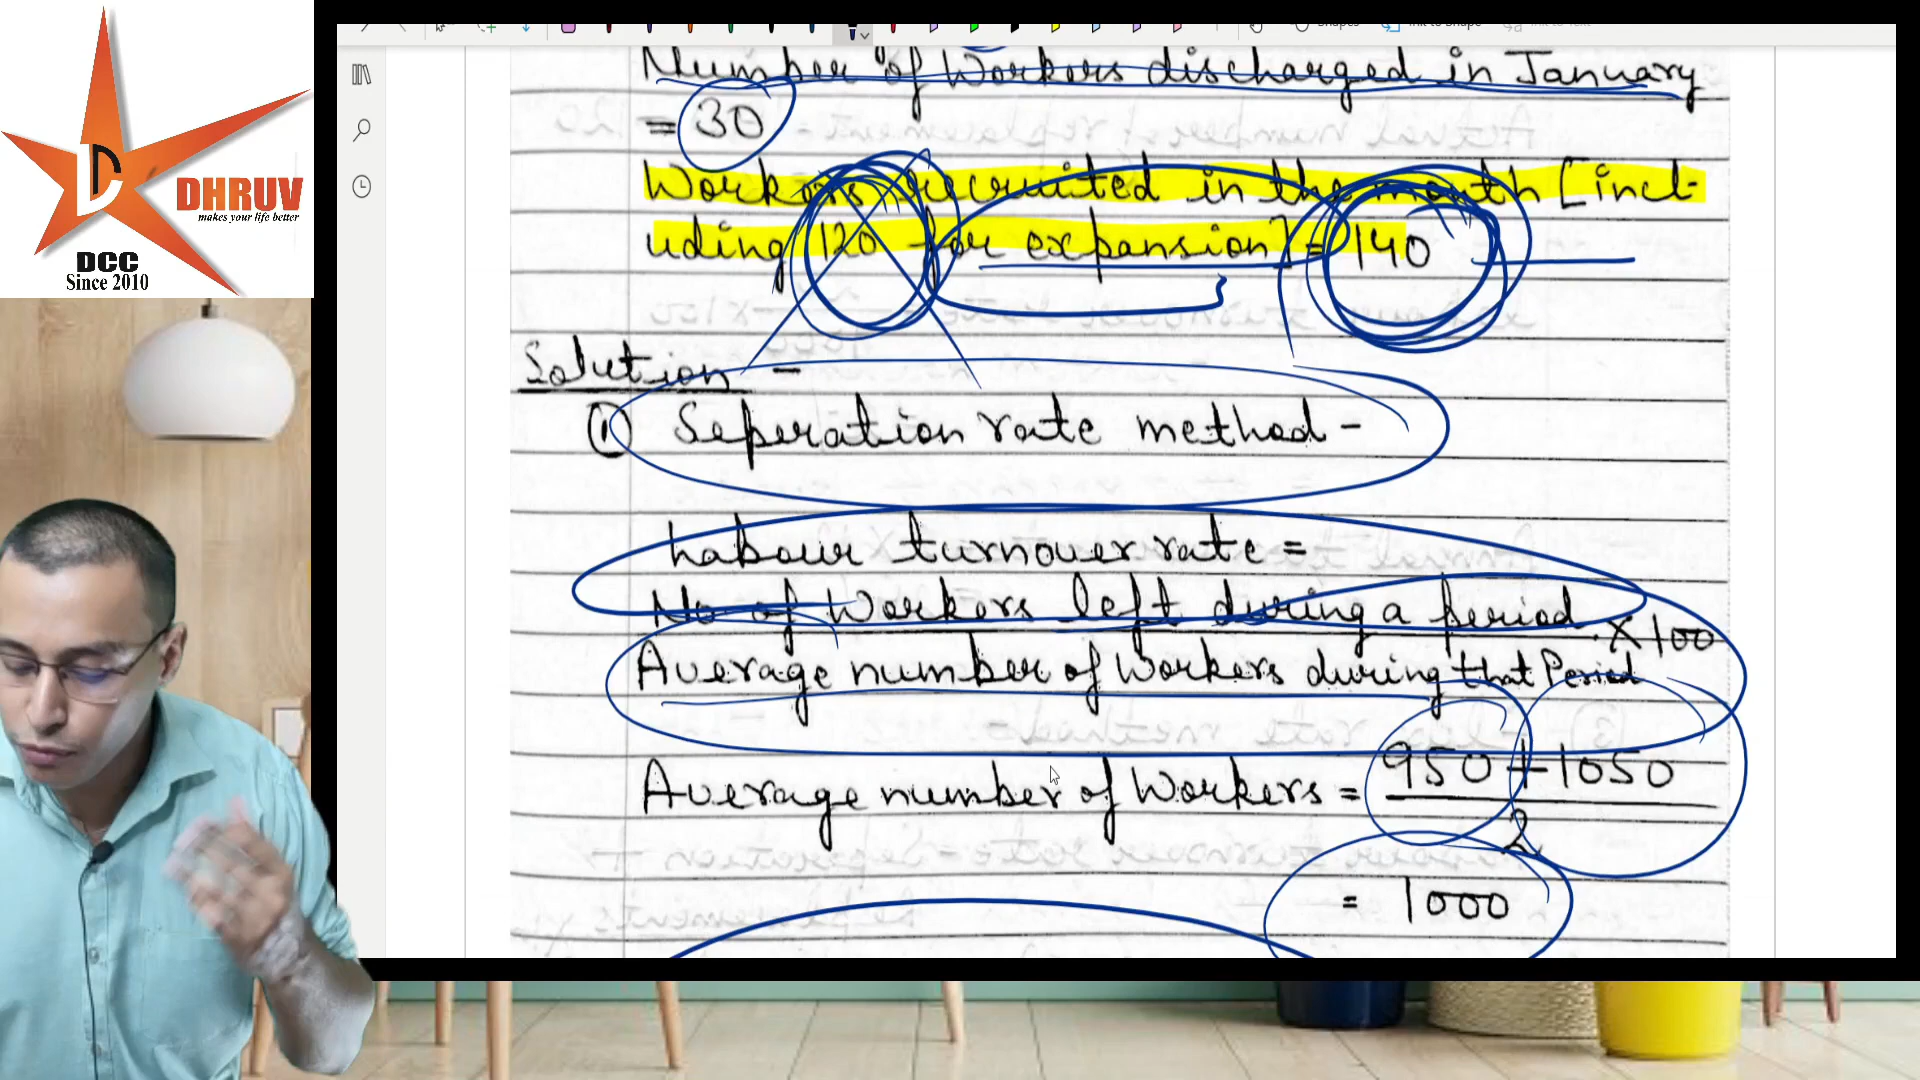 DHRUV
makes your life better
DCC
Since 2010
Number of Workers discharged in January
= 30
Workers recruited in the month [incl-
uding 120 for expansion] = 140
Solution -
① Seperation rate method -
Labour turnover rate =
No of Workers left during a period × 100
Average number of Workers during that Period
Average number of Workers = 950 + 1050
2
= 1000